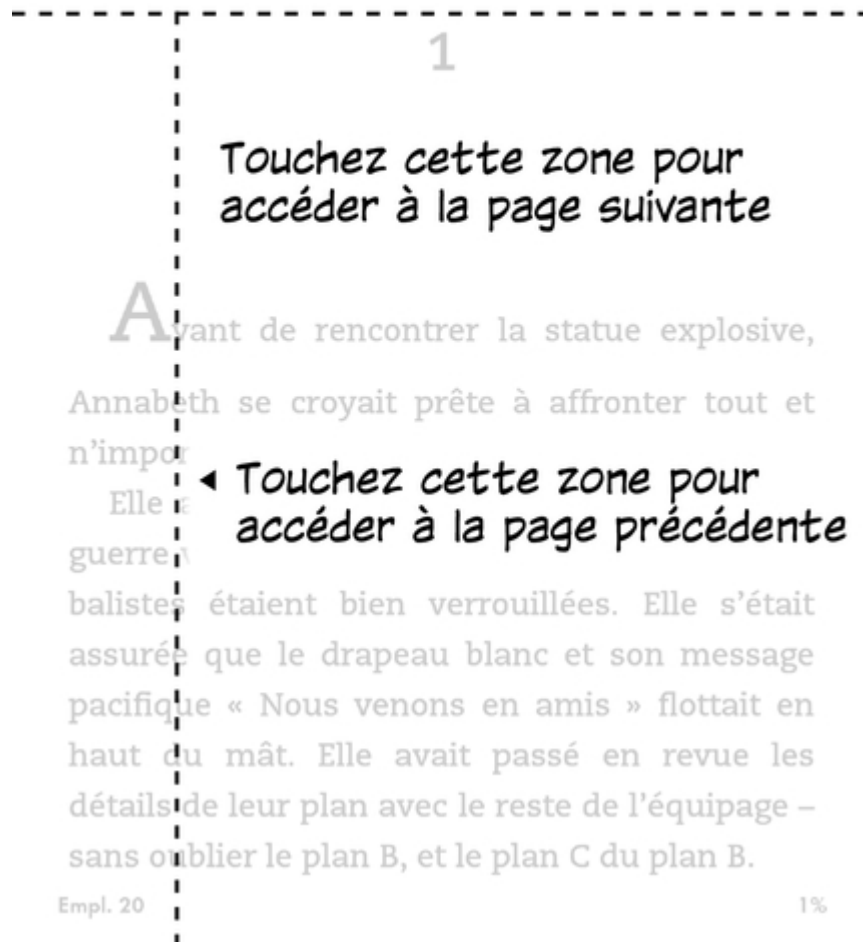 1
Touchez cette zone pour
accéder à la page suivante
Avant de rencontrer la statue explosive,
Annabeth se croyait prête à affronter tout et
n'impor
◄ Touchez cette zone pour
accéder à la page précédente
Elle
guerre
balistes étaient bien verrouillées. Elle s'était
assurée que le drapeau blanc et son message
pacifique « Nous venons en amis » flottait en
haut du mât. Elle avait passé en revue les
détails de leur plan avec le reste de l'équipage –
sans oublier le plan B, et le plan C du plan B.
Empl. 20 1%